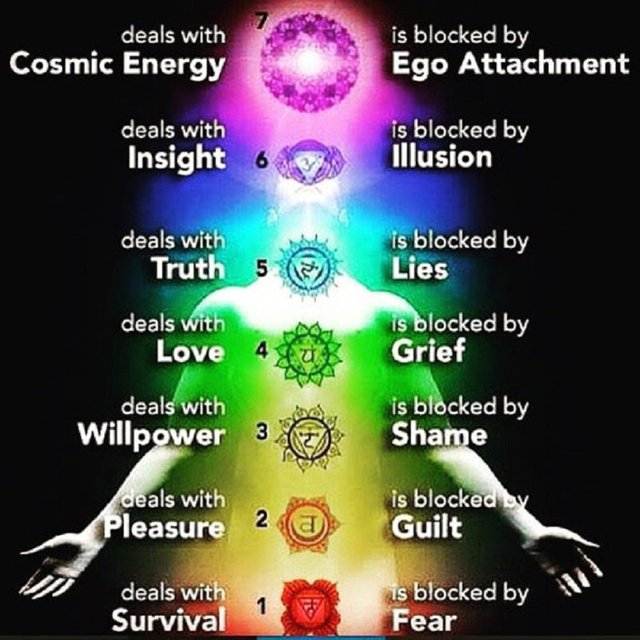 deals with
Cosmic Energy
7
is blocked by
Ego Attachment
deals with
Insight
6
is blocked by
Illusion
deals with
Truth
5
is blocked by
Lies
deals with
Love
4
is blocked by
Grief
deals with
Willpower
3
is blocked by
Shame
deals with
Pleasure
2
is blocked by
Guilt
deals with
Survival
1
is blocked by
Fear